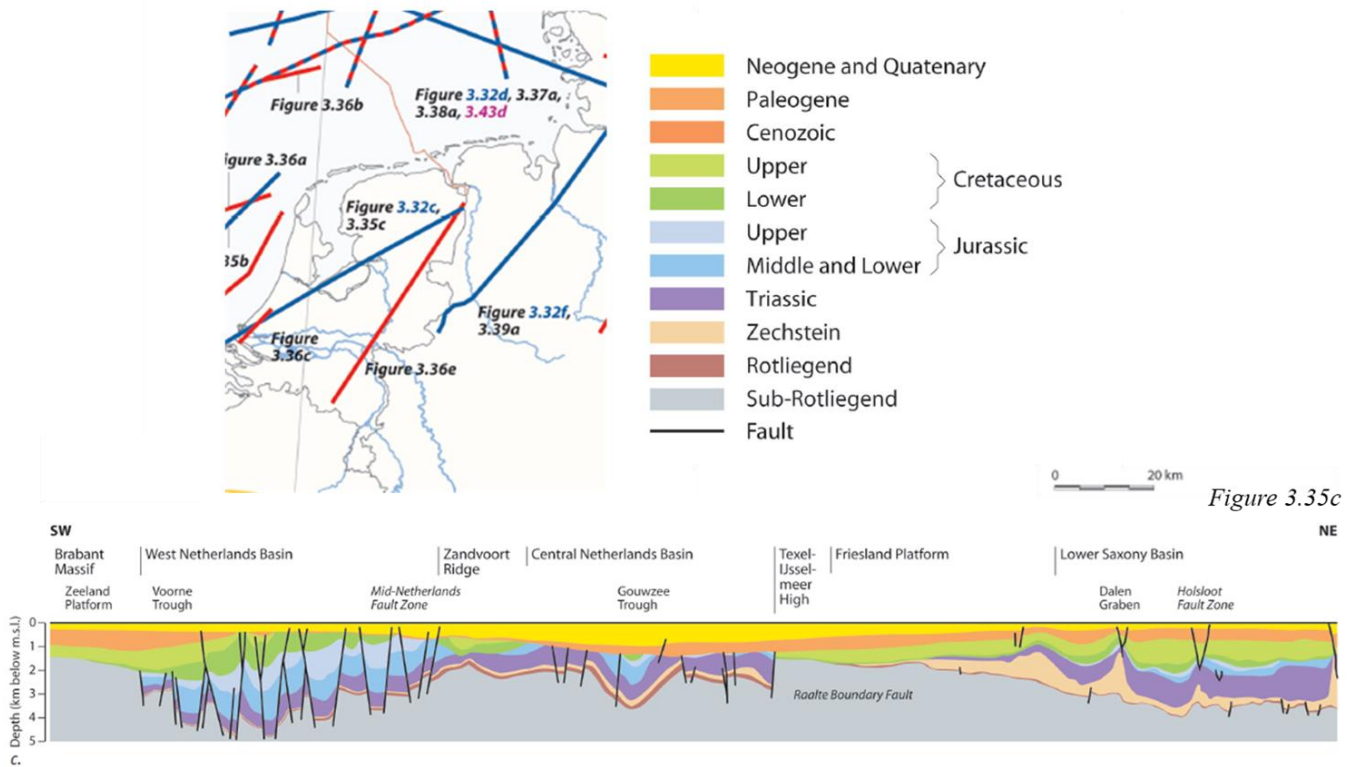 Figure 3.36b
Figure 3.32d, 3.37a,
3.38a, 3.43d
igure 3.36a
Figure 3.32c,
3.35c
35b
Figure 3.32f,
3.39a
Figure
3.36c
Figure 3.36e
Neogene and Quatenary
Paleogene
Cenozoic
Upper
Lower
Cretaceous
Upper
Middle and Lower
Jurassic
Triassic
Zechstein
Rotliegend
Sub-Rotliegend
Fault
0 20 km
Figure 3.35c
SW NE
Brabant
Massif
West Netherlands Basin
Zandvoort
Ridge
Central Netherlands Basin
Texel-
IJssel-
meer
High
Friesland Platform
Lower Saxony Basin
Zeeland
Platform
Voorne
Trough
Mid-Netherlands
Fault Zone
Gouwzee
Trough
Dalen
Graben
Holsloot
Fault Zone
Depth (km below m.s.l.)
0
1
2
3
4
5
Raalte Boundary Fault
c.